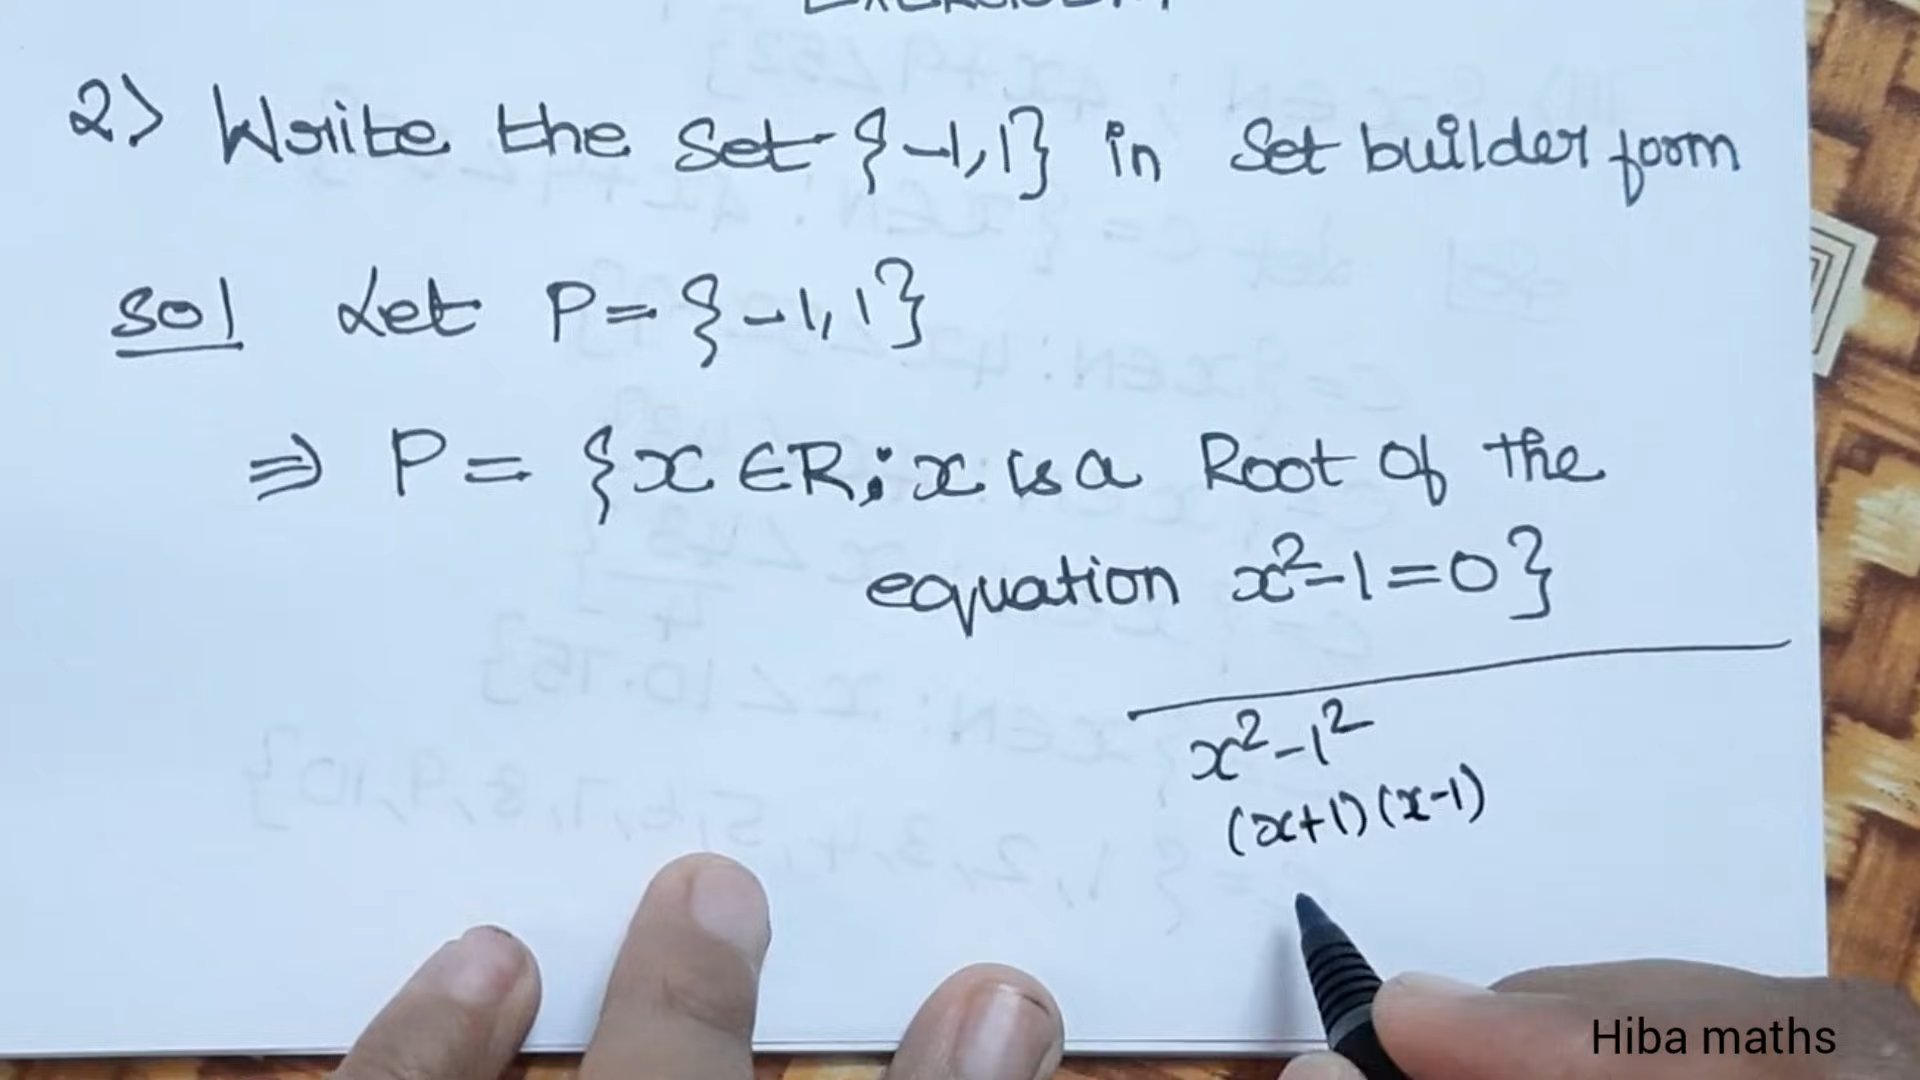 2) Write the Set {-1,1} in Set builder form
Sol Let P={-1,1}
⇒ P = {x∈R; x is a Root of the
equation x²-1=0}
x²-1²
(x+1)(x-1)
Hiba maths